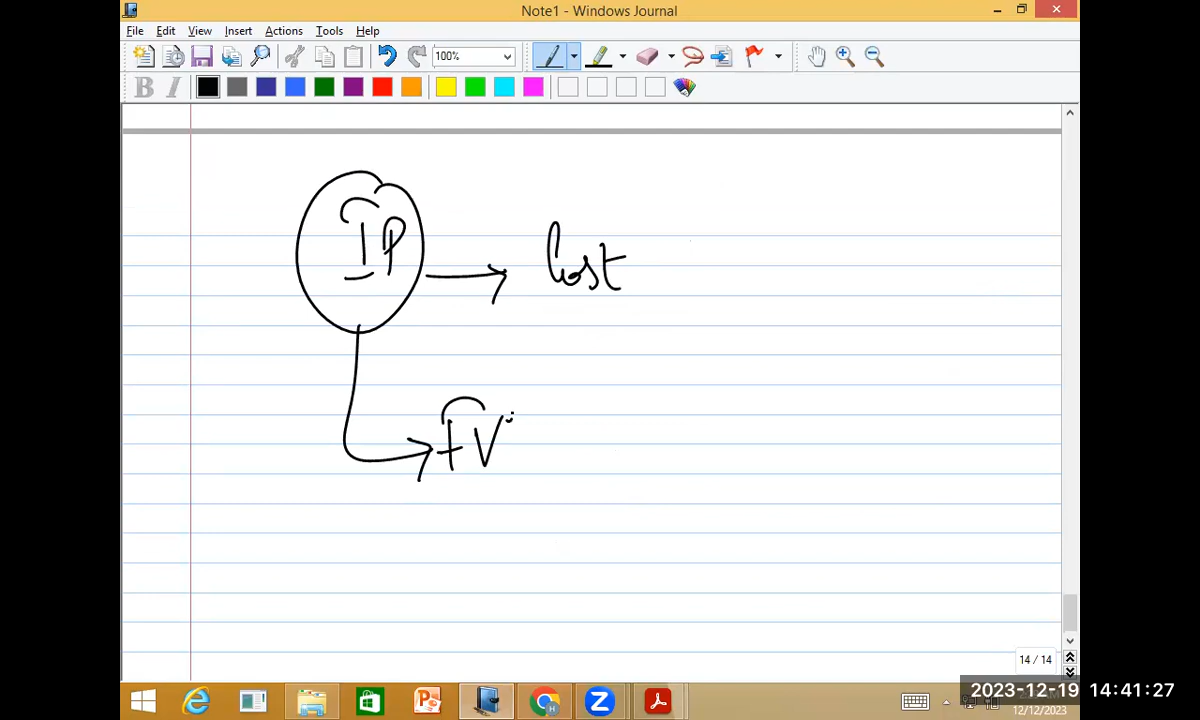 Note1 - Windows Journal
File Edit View Insert Actions Tools Help
100%
B I
IP
Cost
FV
14 / 14
2023-12-19 14:41:27
12/12/2023